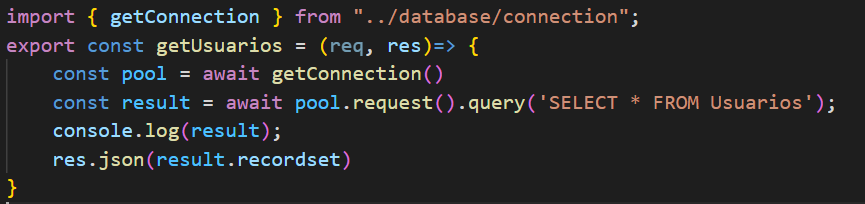 import { getConnection } from "../database/connection";
export const getUsuarios = (req, res)=> {
    const pool = await getConnection()
    const result = await pool.request().query('SELECT * FROM Usuarios');
    console.log(result);
    res.json(result.recordset)
}